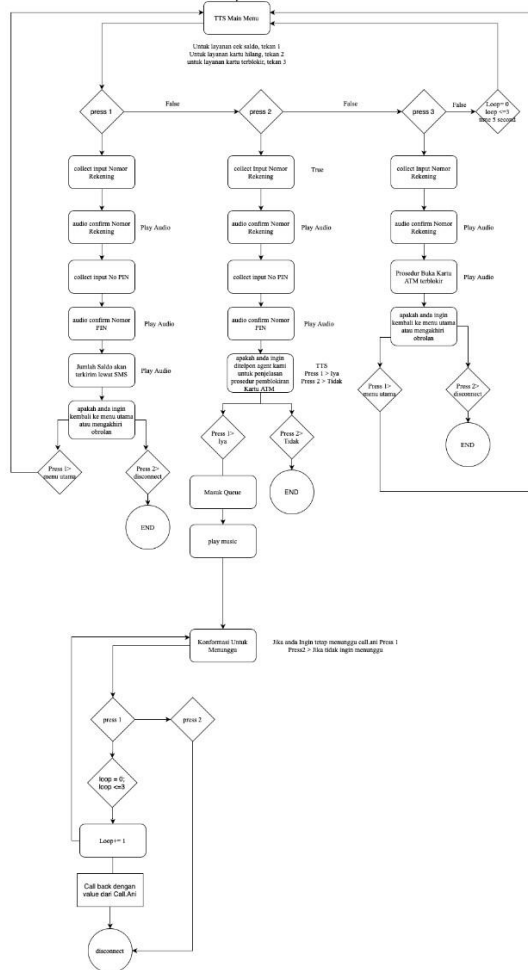 TTS Main Menu
Untuk layanan cek saldo, tekan 1
Untuk layanan kartu hilang, tekan 2
untuk layanan kartu terblokir, tekan 3
press 1
False
press 2
False
press 3
False
Loop= 0
loop <=3
time 5 second
collect input Nomor
Rekening
collect Input Nomor
Rekening
True
collect Input Nomor
Rekening
audio confirm Nomor
Rekening
Play Audio
audio confirm Nomor
Rekening
Play Audio
audio confirm Nomor
Rekening
Play Audio
collect input No PIN
collect input No PIN
Prosedur Buka Kartu
ATM terblokir
Play Audio
audio confirm Nomor
PIN
Play Audio
audio confirm Nomor
PIN
Play Audio
apakah anda ingin
kembali ke menu utama
atau mengakiri
obrolan
Jumlah Saldo akan
terkirim lewat SMS
Play Audio
apakah anda ingin
ditelpon agent kami
untuk penjelasan
prosedur pemblokiran
Kartu ATM
TTS
Press 1 > Iya
Press 2 > Tidak
Press 1>
menu utama
Press 2>
disconnect
apakah anda ingin
kembali ke menu utama
atau mengakiri
obrolan
Press 1>
Iya
Press 2>
Tidak
END
Press 1>
menu utama
Press 2>
disconnect
Masuk Queue
END
END
play music
Konfirmasi Untuk
Menunggu
Jika anda Ingin tetap menunggu call.ani Press 1
Press2 > Jika tidak ingin menunggu
press 1
press 2
loop = 0;
loop <=3
Loop+= 1
Call back dengan
value dari Call.Ani
disconnect